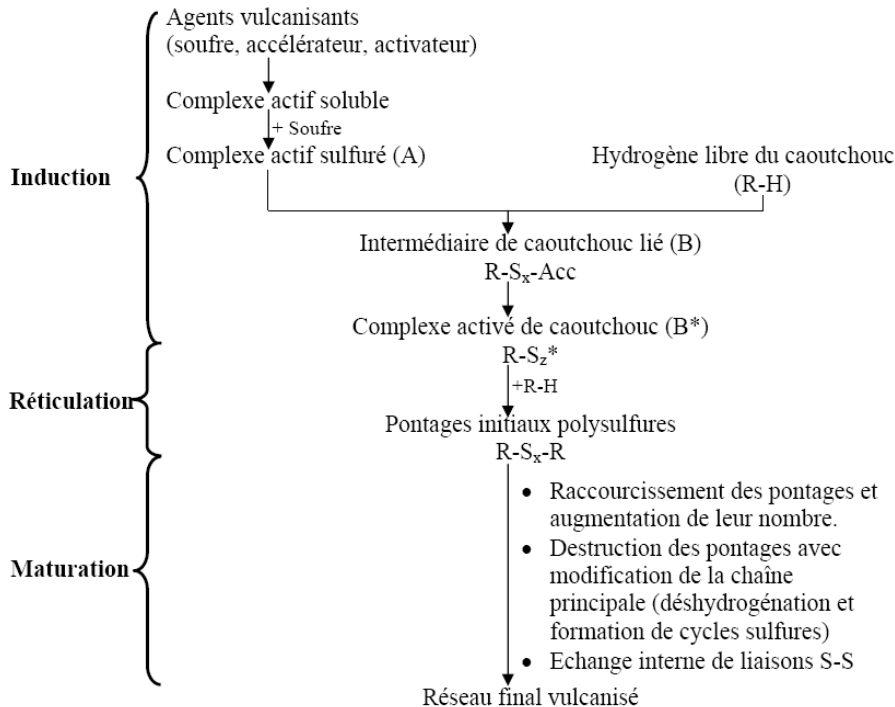 Agents vulcanisants
(soufre, accélérateur, activateur)
Complexe actif soluble
+ Soufre
Complexe actif sulfuré (A)
Hydrogène libre du caoutchouc
(R-H)
Induction
Intermédiaire de caoutchouc lié (B)
R-Sx-Acc
Complexe activé de caoutchouc (B*)
R-Sz*
+R-H
Réticulation
Pontages initiaux polysulfures
R-Sx-R
• Raccourcissement des pontages et
augmentation de leur nombre.
• Destruction des pontages avec
modification de la chaîne
principale (déshydrogénation et
formation de cycles sulfures)
• Echange interne de liaisons S-S
Maturation
Réseau final vulcanisé